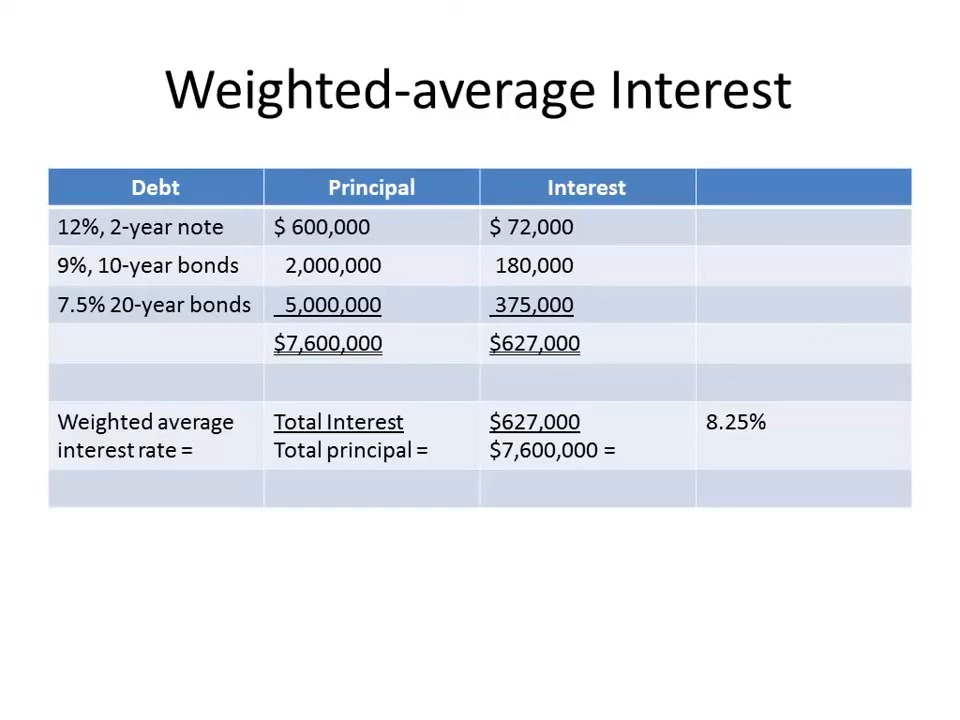 Weighted-average Interest
Debt Principal Interest
12%, 2-year note $ 600,000 $ 72,000
9%, 10-year bonds 2,000,000 180,000
7.5% 20-year bonds 5,000,000 375,000
$7,600,000 $627,000
Weighted average Total Interest $627,000 8.25%
interest rate = Total principal = $7,600,000 =